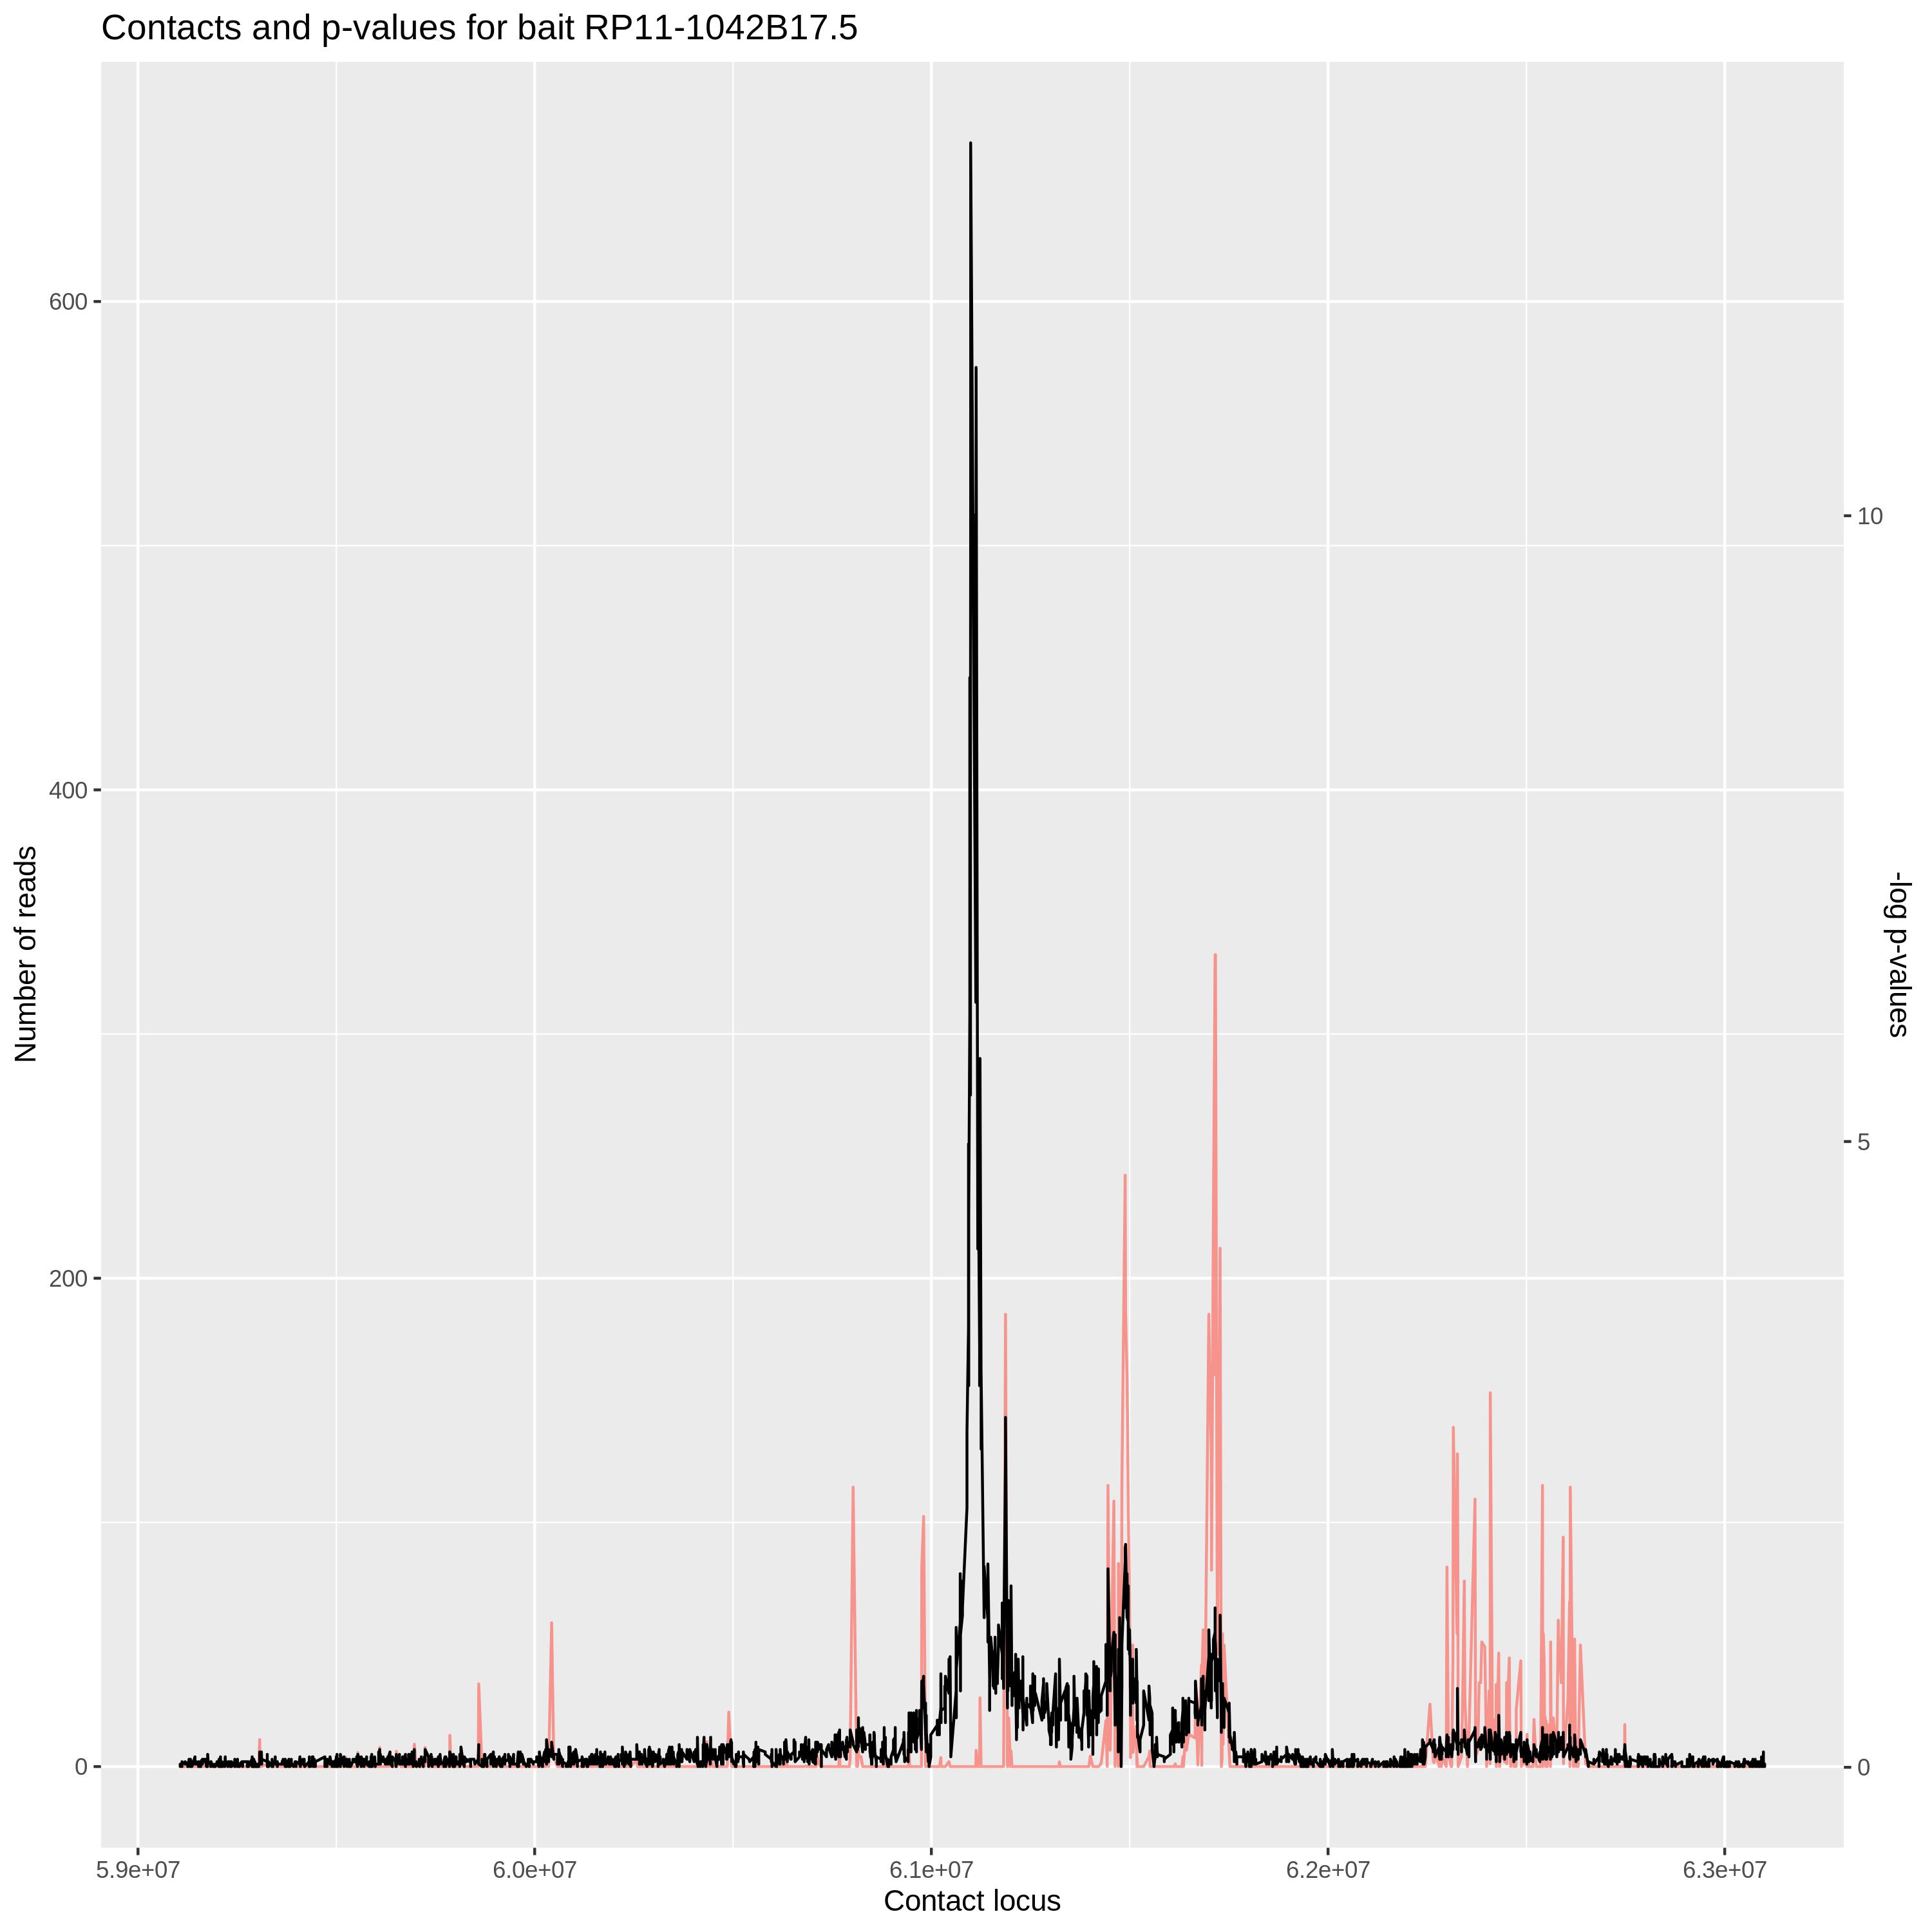 Contacts and p-values for bait RP11-1042B17.5
600
400
200
0
Number of reads
10
5
0
-log p-values
5.9e+07 6.0e+07 6.1e+07 6.2e+07 6.3e+07
Contact locus